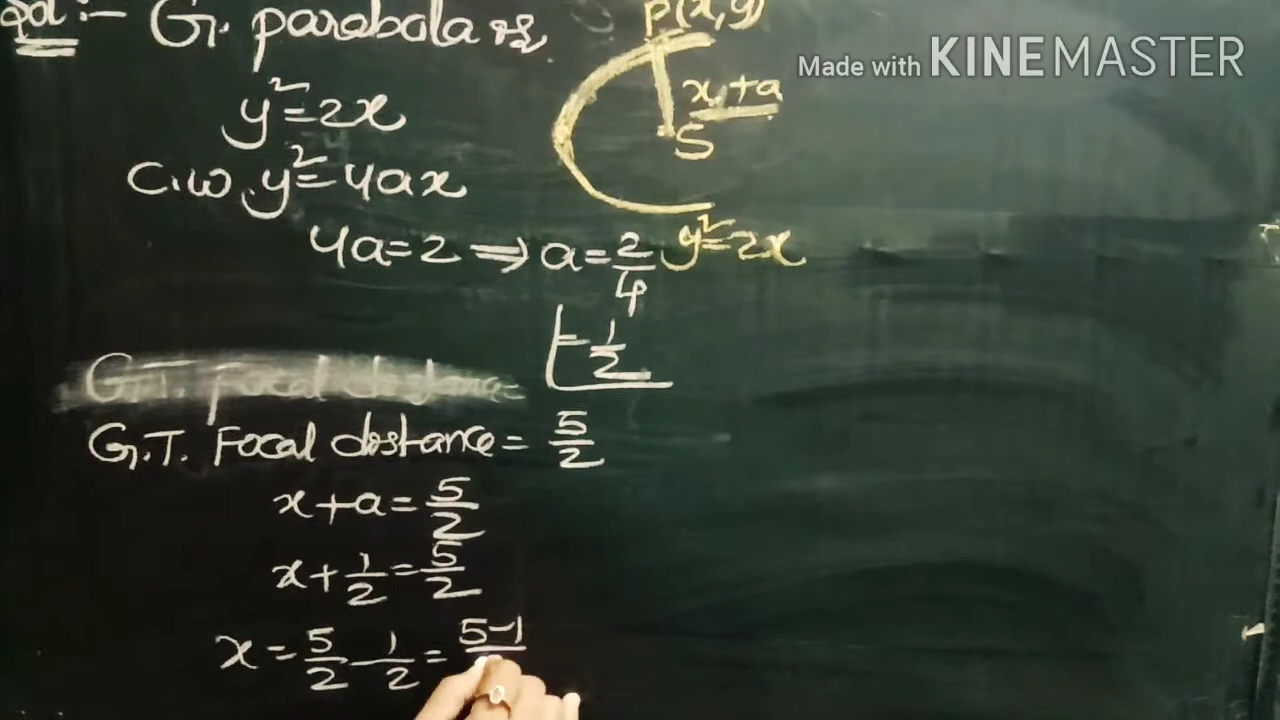 Sol :- G. parabola is
P(x, y)
Made with KINEMASTER
x + a
S
y² = 2x
y² = 2x
C.w. y² = 4ax
4a = 2 ⇒ a = 2/4
= 1/2
G.T. Focal distance
G.T. Focal distance = 5/2
x + a = 5/2
x + 1/2 = 5/2
x = 5/2 - 1/2 = 5-1